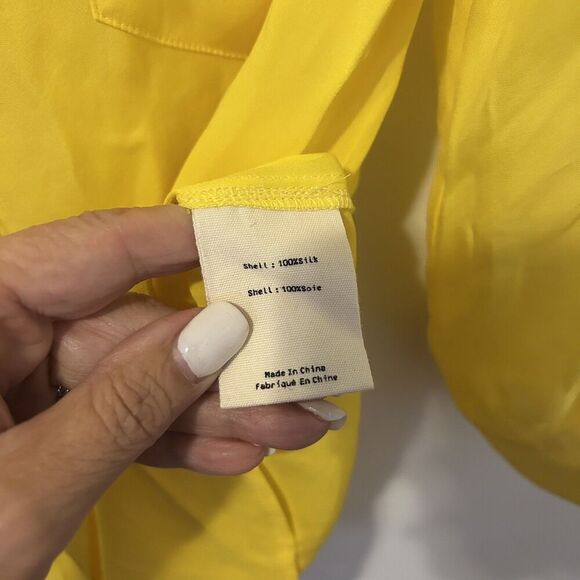 Shell : 100%Silk
Shell : 100%Soie
Made In China
Fabriqué En Chine